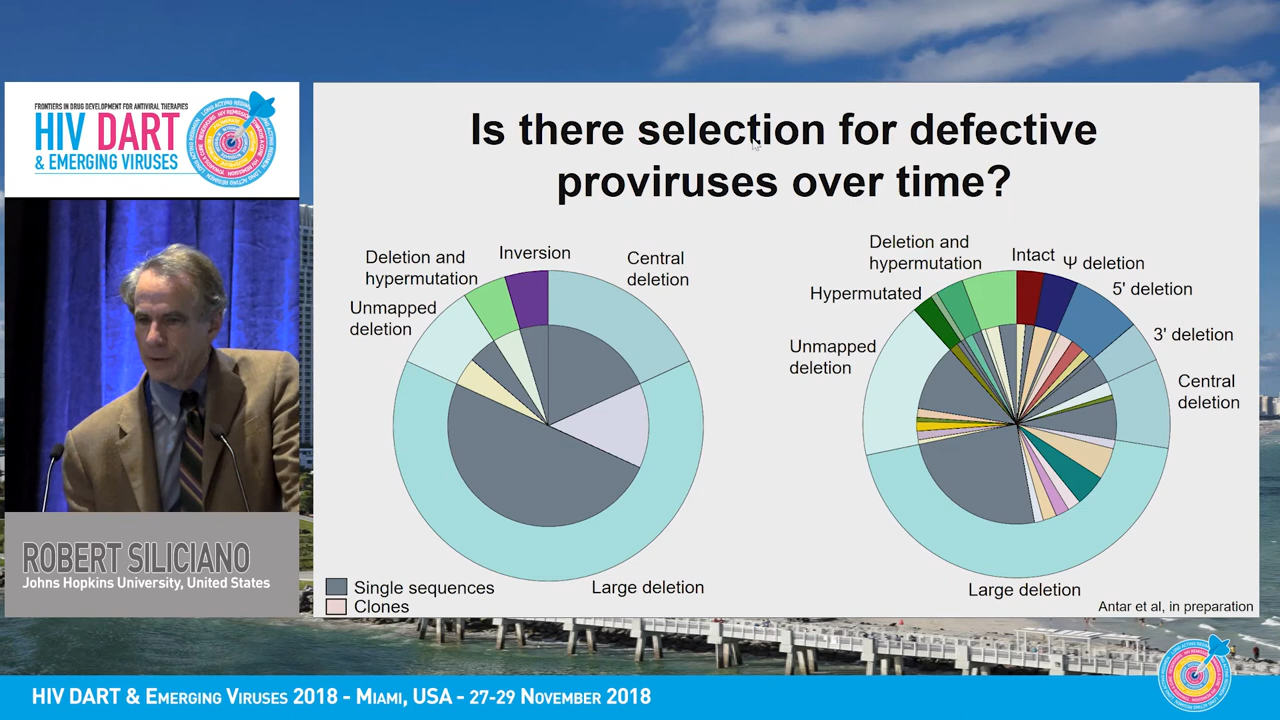 FRONTIERS IN DRUG DEVELOPMENT FOR ANTIVIRAL THERAPIES
HIV DART
& EMERGING VIRUSES
ROBERT SILICIANO
Johns Hopkins University, United States
Is there selection for defective
proviruses over time?
Deletion and
hypermutation
Inversion
Central
deletion
Unmapped
deletion
Large deletion
Single sequences
Clones
Deletion and
hypermutation
Intact
Ψ deletion
5' deletion
3' deletion
Central
deletion
Hypermutated
Unmapped
deletion
Large deletion
Antar et al, in preparation
HIV DART & EMERGING VIRUSES 2018 - MIAMI, USA - 27-29 NOVEMBER 2018